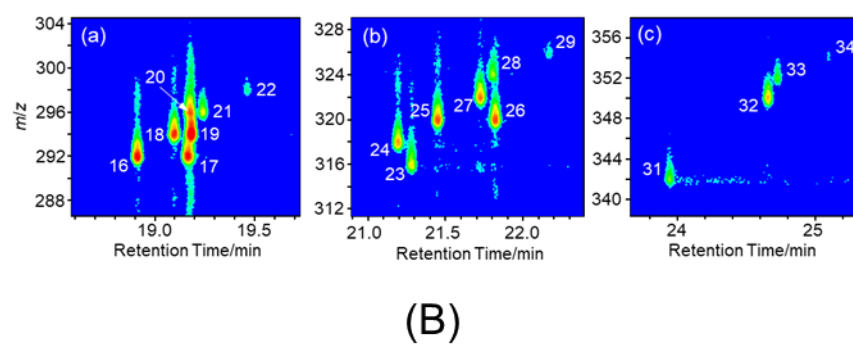 (a) (b) (c)
304 328 356
300 324 352
296 320 348
292 316 344
288 312 340
m/z
20 22 21 18 19 16 17
29 28 25 27 26 24 23
34 33 32 31
19.0 19.5 21.0 21.5 22.0 24 25
Retention Time/min Retention Time/min Retention Time/min
(B)